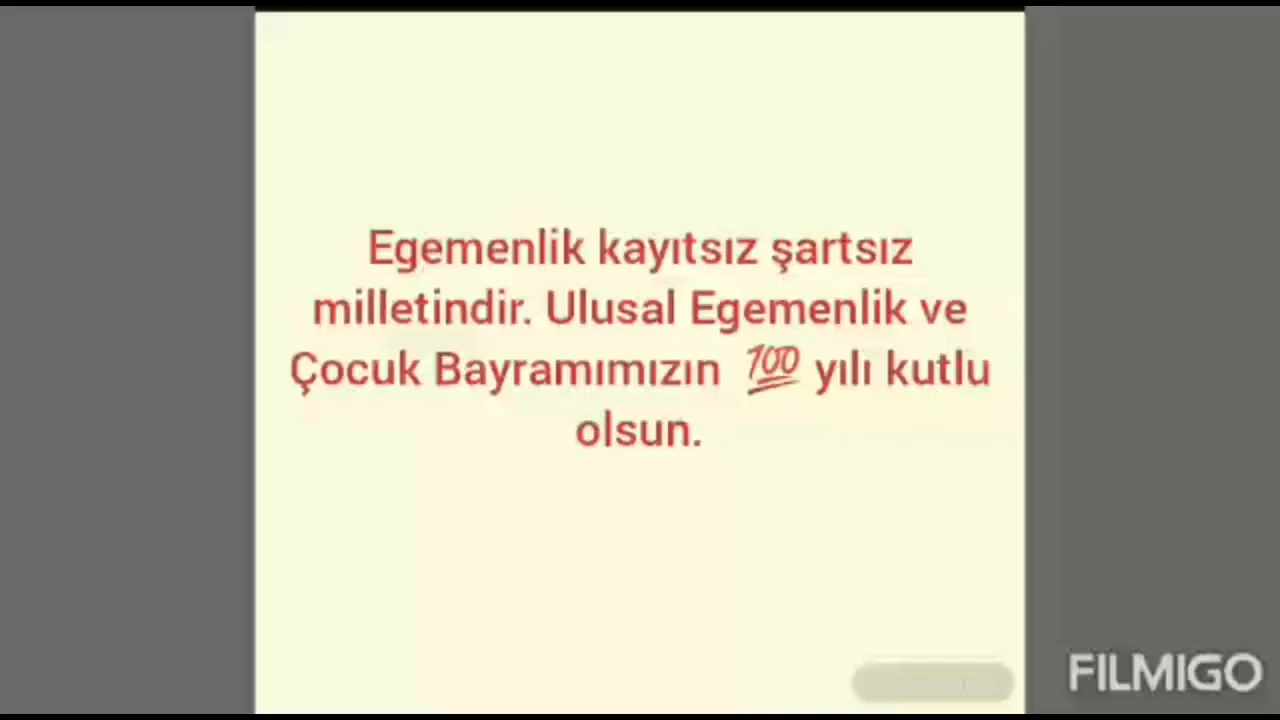 Egemenlik kayıtsız şartsız
milletindir. Ulusal Egemenlik ve
Çocuk Bayramımızın 💯 yılı kutlu
olsun.
FILMIGO